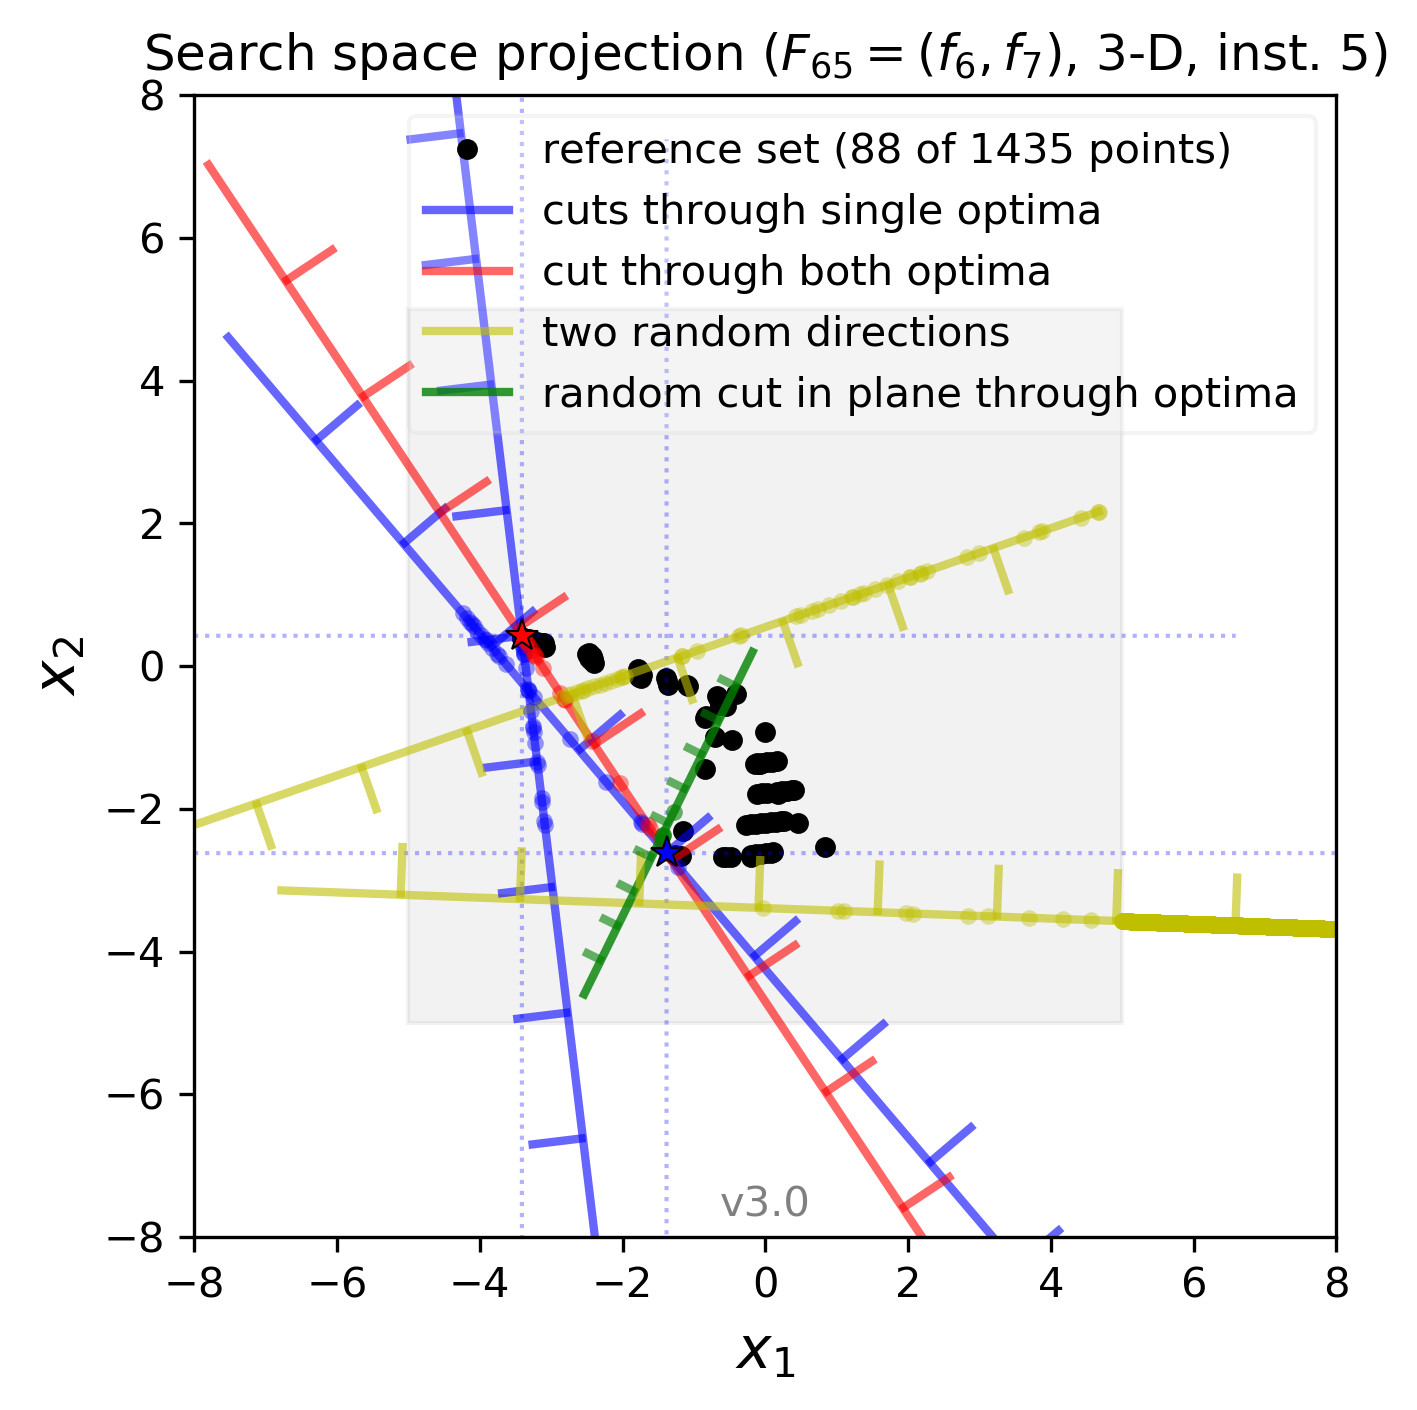 Search space projection (F₆₅ = (f₆, f₇), 3-D, inst. 5)
8
6
4
2
0
−2
−4
−6
−8
x₂
reference set (88 of 1435 points)
cuts through single optima
cut through both optima
two random directions
random cut in plane through optima
v3.0
−8 −6 −4 −2 0 2 4 6 8
x₁